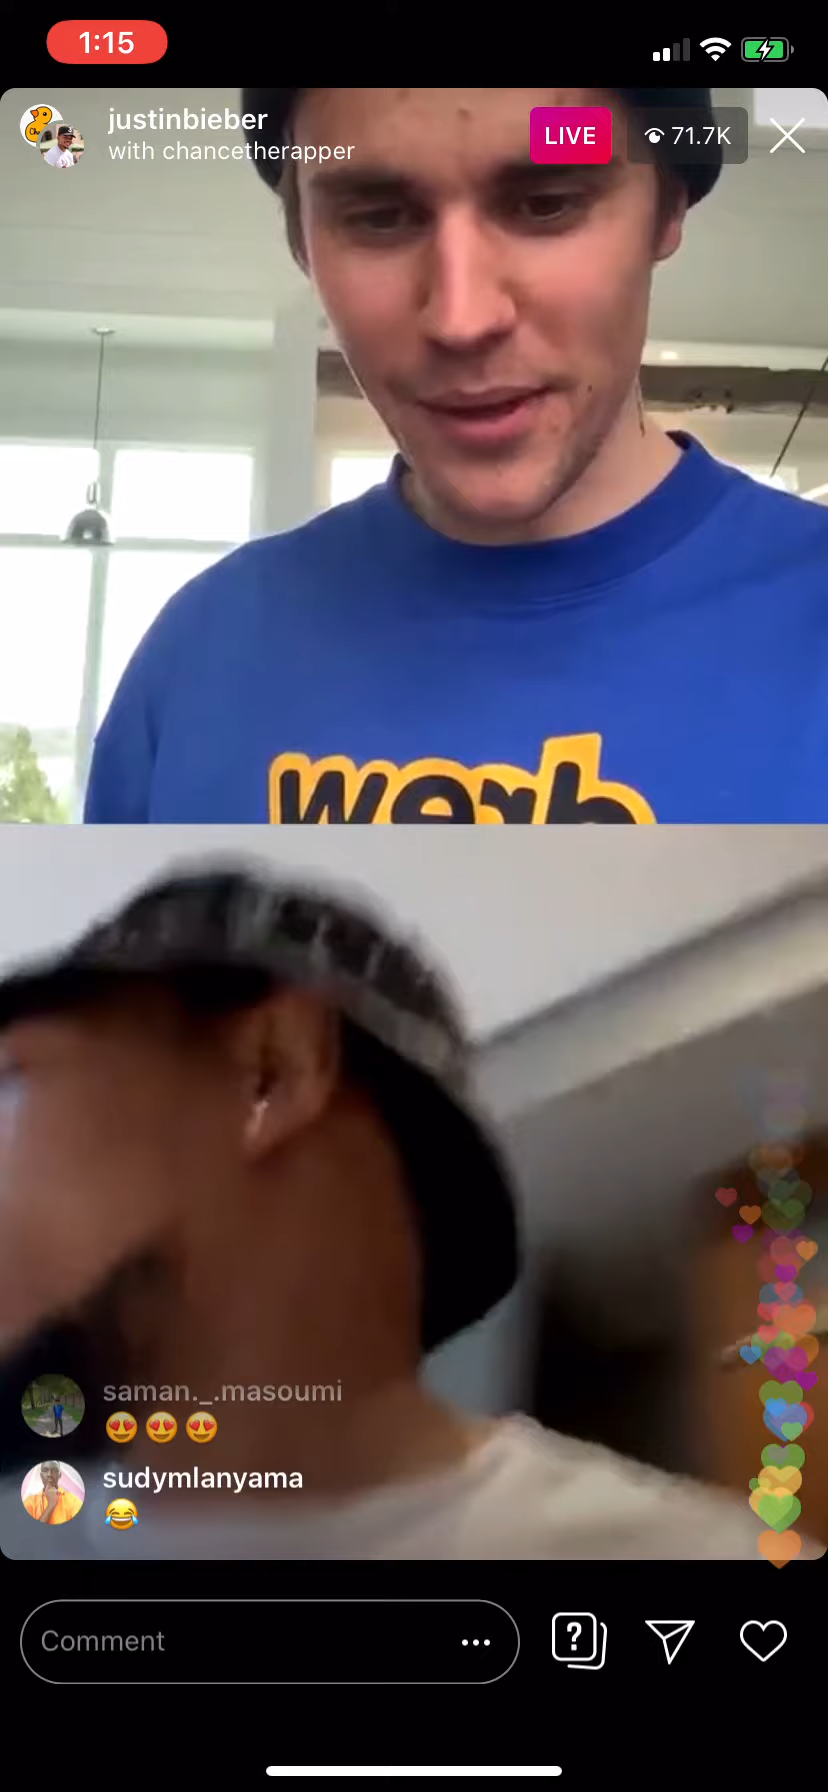 1:15
justinbieber
with chancetherapper
LIVE
71.7K
saman._.masoumi
😍😍😍
sudymlanyama
😂
Comment